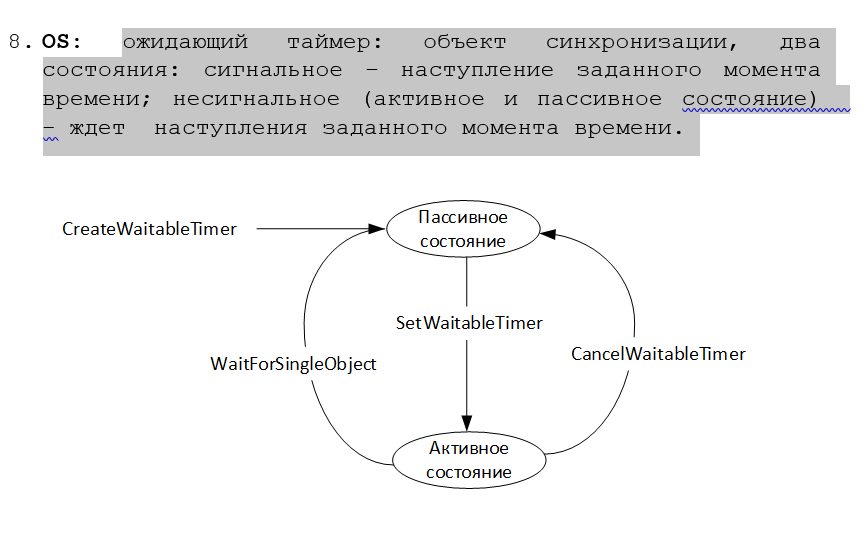 8. OS: ожидающий таймер: объект синхронизации, два
состояния: сигнальное – наступление заданного момента
времени; несигнальное (активное и пассивное состояние)
– ждет наступления заданного момента времени.
Пассивное
состояние
CreateWaitableTimer
SetWaitableTimer
CancelWaitableTimer
WaitForSingleObject
Активное
состояние